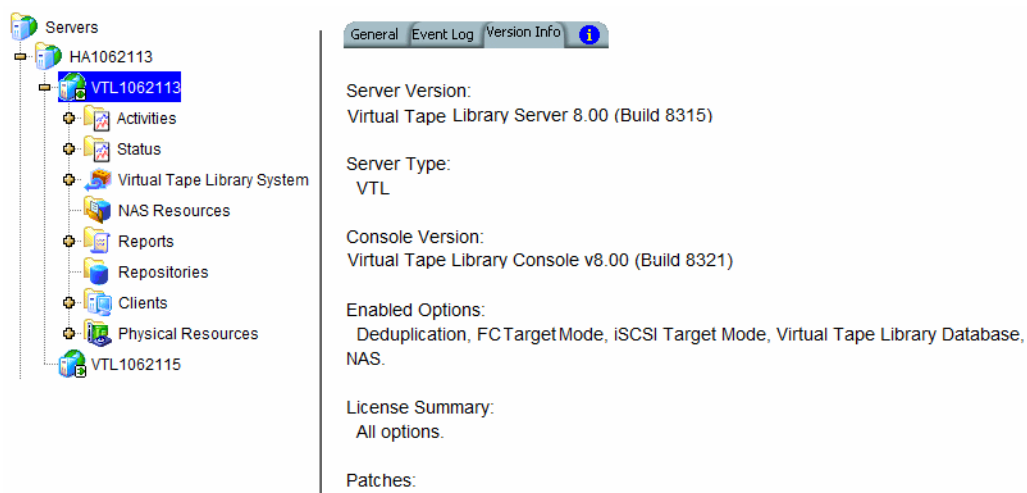 Servers
HA1062113
VTL1062113
Activities
Status
Virtual Tape Library System
NAS Resources
Reports
Repositories
Clients
Physical Resources
VTL1062115
General Event Log Version Info
Server Version:
Virtual Tape Library Server 8.00 (Build 8315)
Server Type:
VTL
Console Version:
Virtual Tape Library Console v8.00 (Build 8321)
Enabled Options:
Deduplication, FCTargetMode, iSCSI Target Mode, Virtual Tape Library Database,
NAS.
License Summary:
All options.
Patches: